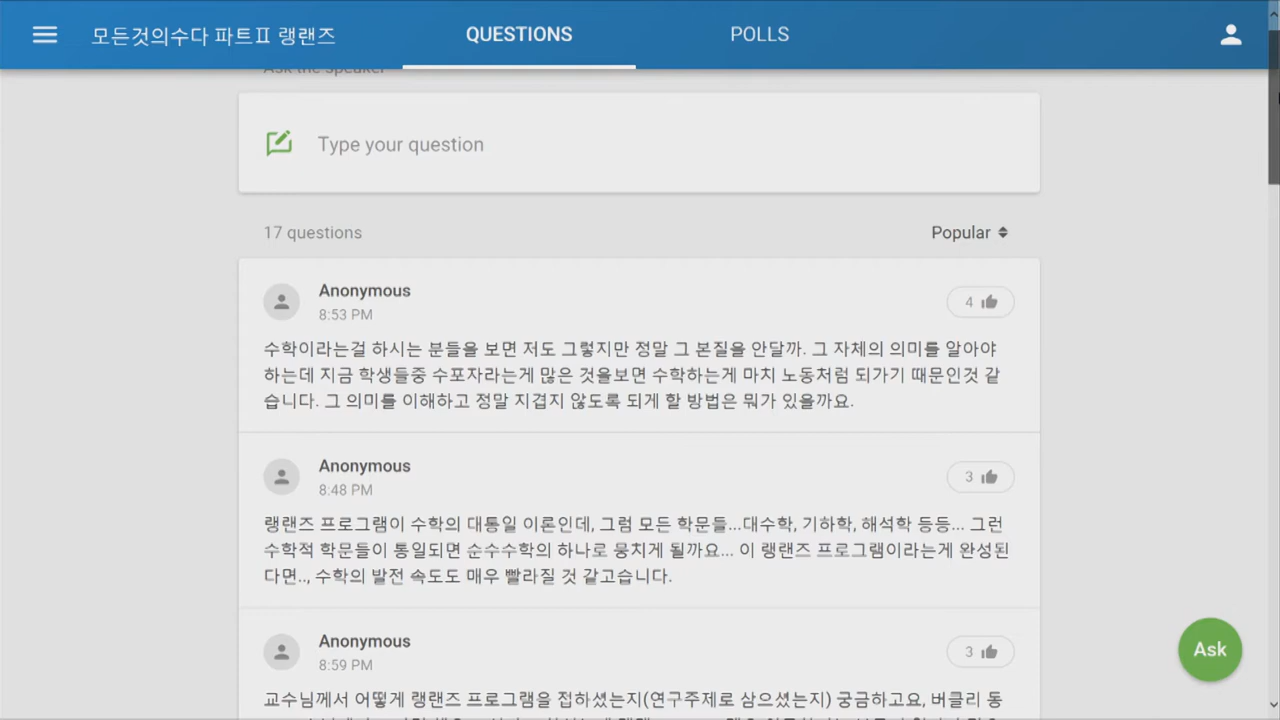 모든것의수다 파트Ⅱ 랭랜즈
QUESTIONS
POLLS
Ask the speaker
Type your question
17 questions
Popular
Anonymous
4
8:53 PM
수학이라는걸 하시는 분들을 보면 저도 그렇지만 정말 그 본질을 안달까. 그 자체의 의미를 알아야
하는데 지금 학생들중 수포자라는게 많은 것을보면 수학하는게 마치 노동처럼 되가기 때문인것 같
습니다. 그 의미를 이해하고 정말 지겹지 않도록 되게 할 방법은 뭐가 있을까요.
Anonymous
3
8:48 PM
랭랜즈 프로그램이 수학의 대통일 이론인데, 그럼 모든 학문들...대수학, 기하학, 해석학 등등... 그런
수학적 학문들이 통일되면 순수수학의 하나로 뭉치게 될까요... 이 랭랜즈 프로그램이라는게 완성된
다면.., 수학의 발전 속도도 매우 빨라질 것 같고습니다.
Anonymous
3
8:59 PM
교수님께서 어떻게 랭랜즈 프로그램을 접하셨는지(연구주제로 삼으셨는지) 궁금하고요, 버클리 동
Ask